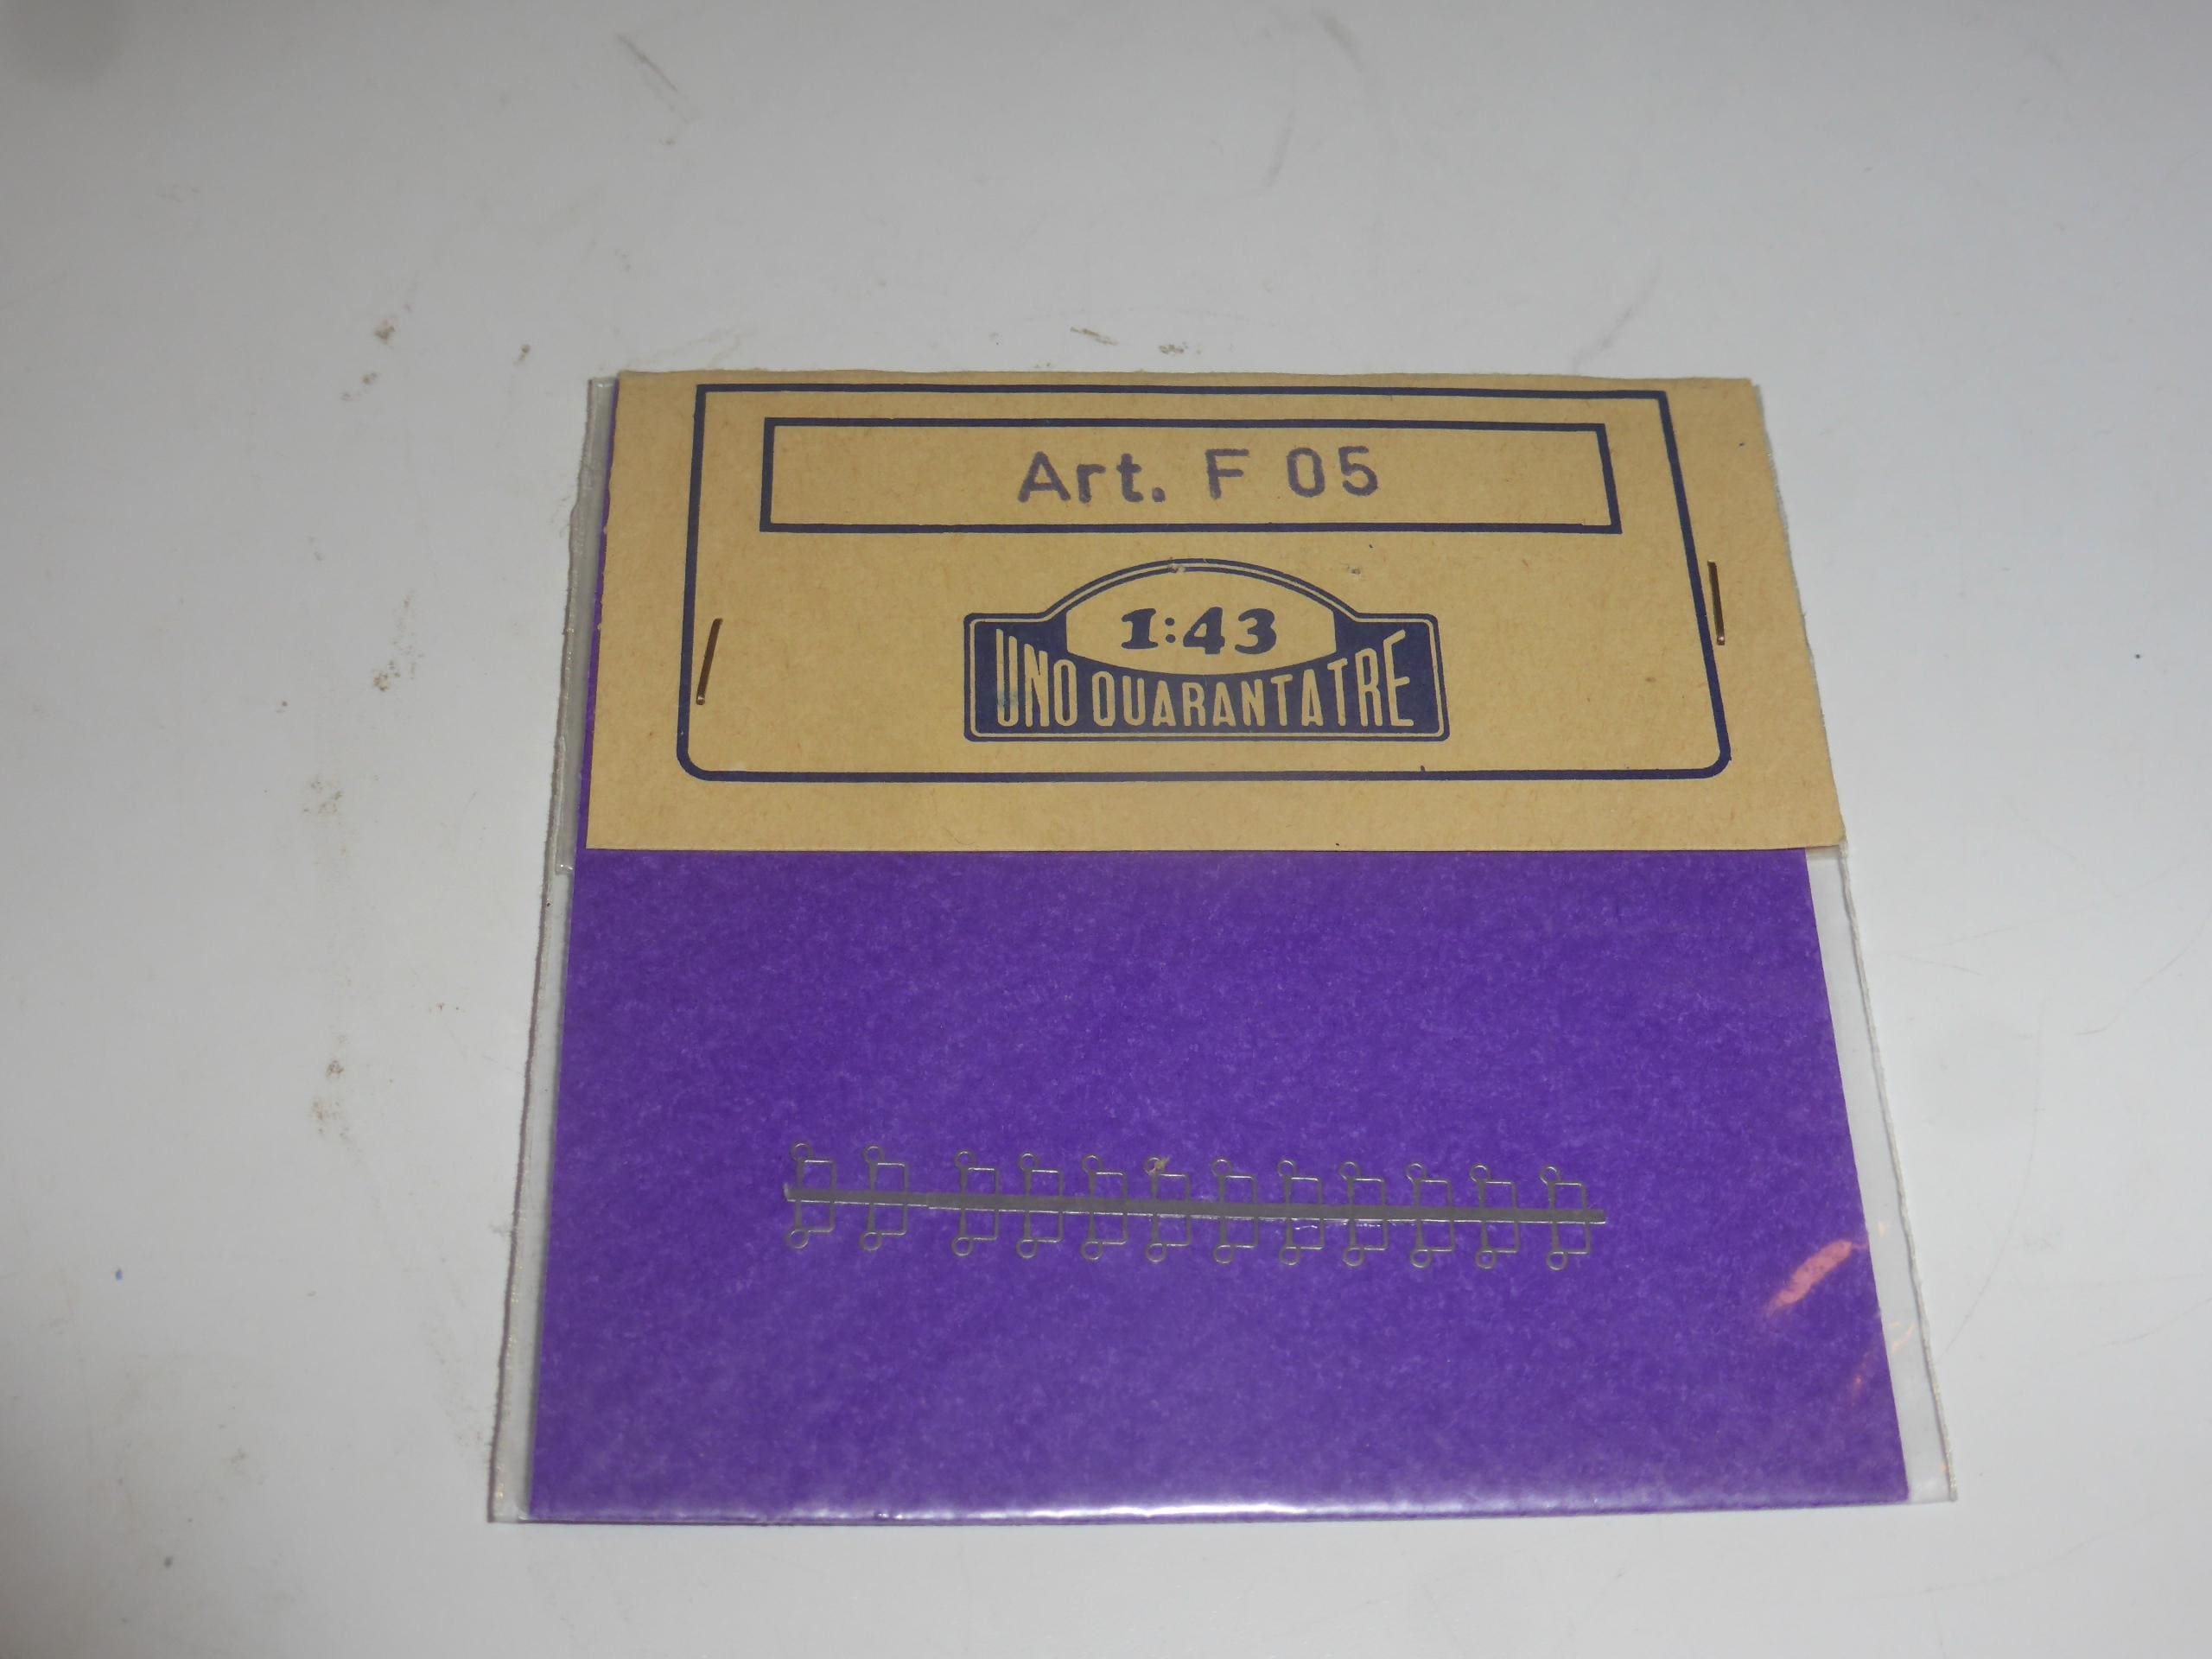 Art. F 05
1:43
UNO QUARANTATRE